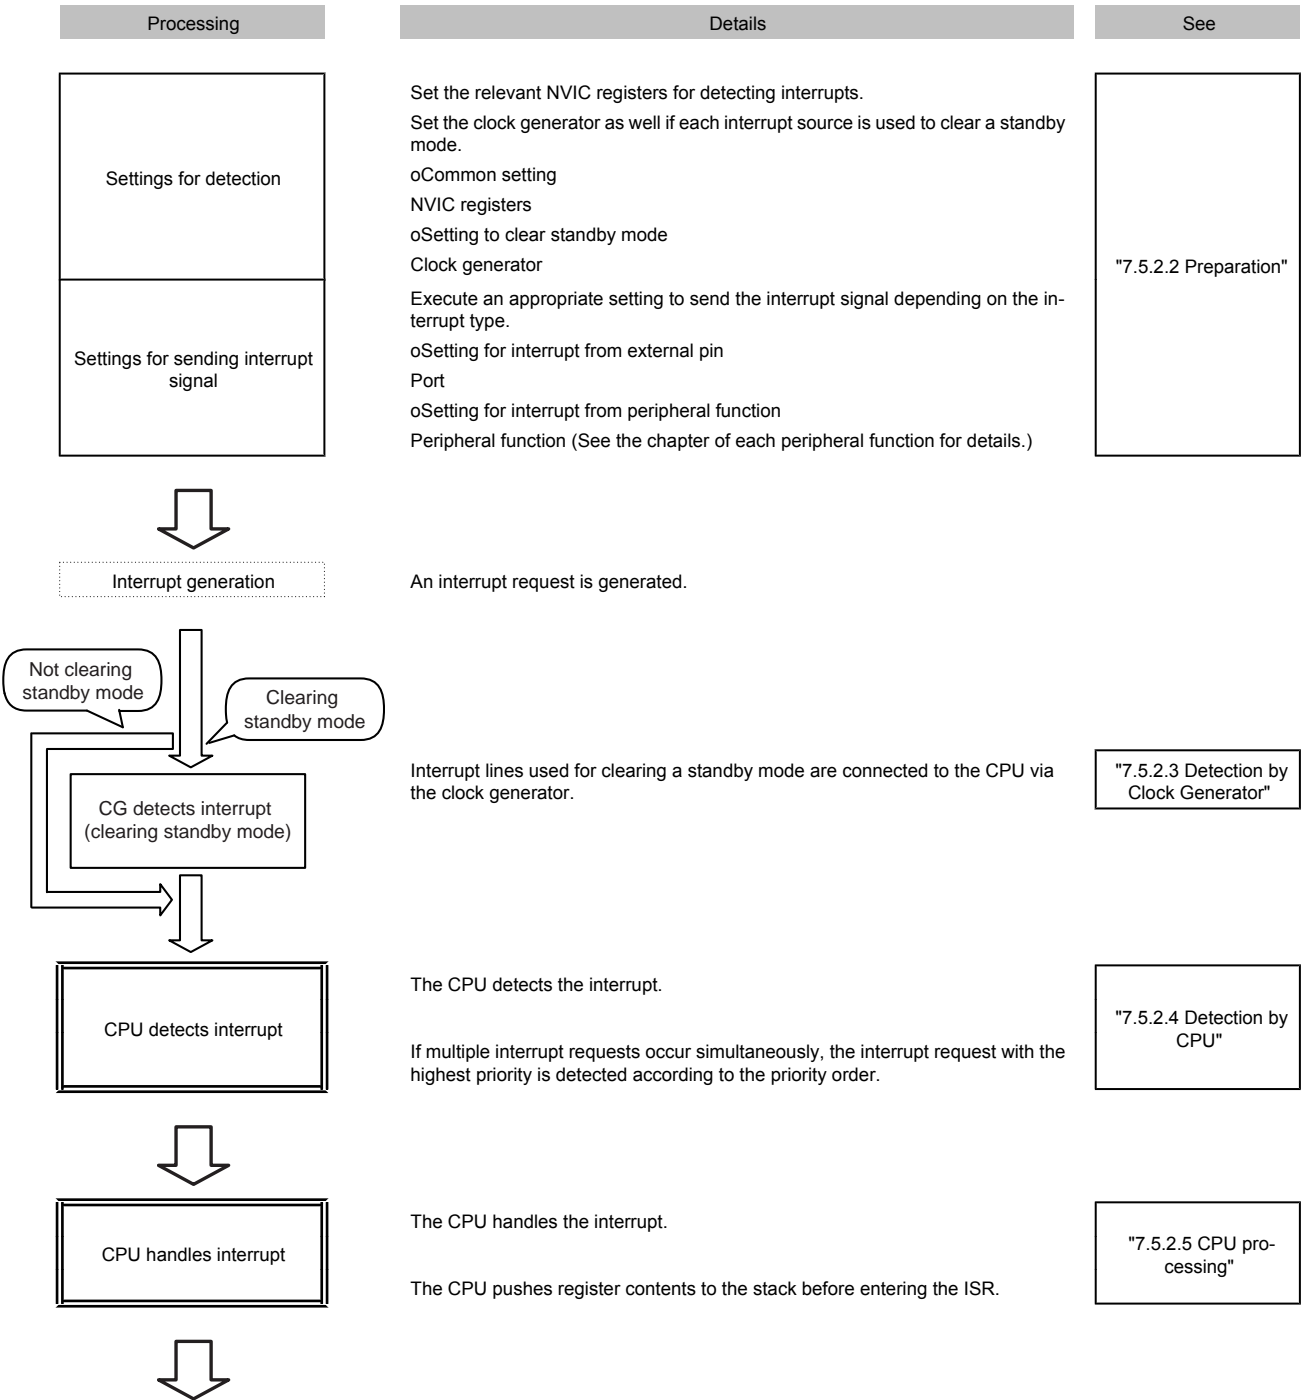 Processing
Details
See
Settings for detection
Set the relevant NVIC registers for detecting interrupts.
Set the clock generator as well if each interrupt source is used to clear a standby
mode.
oCommon setting
NVIC registers
oSetting to clear standby mode
Clock generator
"7.5.2.2 Preparation"
Settings for sending interrupt
signal
Execute an appropriate setting to send the interrupt signal depending on the in-
terrupt type.
oSetting for interrupt from external pin
Port
oSetting for interrupt from peripheral function
Peripheral function (See the chapter of each peripheral function for details.)
Interrupt generation
An interrupt request is generated.
Not clearing
standby mode
Clearing
standby mode
CG detects interrupt
(clearing standby mode)
Interrupt lines used for clearing a standby mode are connected to the CPU via
the clock generator.
"7.5.2.3 Detection by
Clock Generator"
CPU detects interrupt
The CPU detects the interrupt.
If multiple interrupt requests occur simultaneously, the interrupt request with the
highest priority is detected according to the priority order.
"7.5.2.4 Detection by
CPU"
CPU handles interrupt
The CPU handles the interrupt.
The CPU pushes register contents to the stack before entering the ISR.
"7.5.2.5 CPU pro-
cessing"